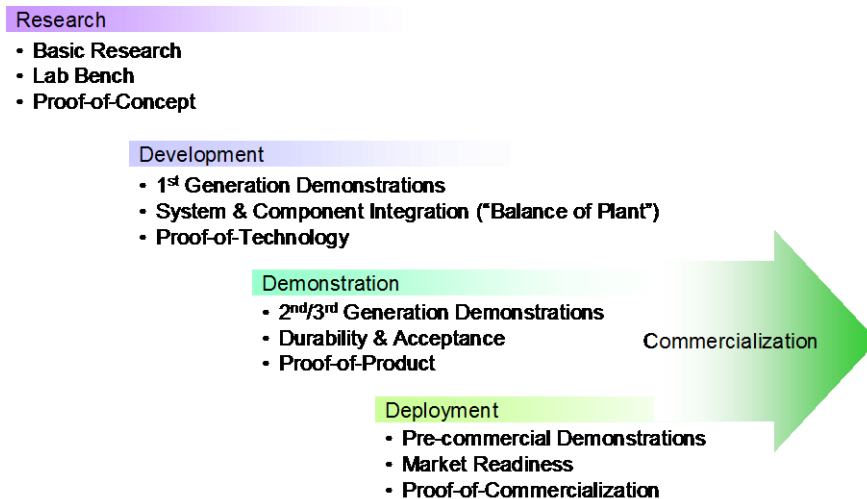 Research
• Basic Research
• Lab Bench
• Proof-of-Concept
Development
• 1st Generation Demonstrations
• System & Component Integration ("Balance of Plant")
• Proof-of-Technology
Demonstration
• 2nd/3rd Generation Demonstrations
• Durability & Acceptance
• Proof-of-Product
Commercialization
Deployment
• Pre-commercial Demonstrations
• Market Readiness
• Proof-of-Commercialization